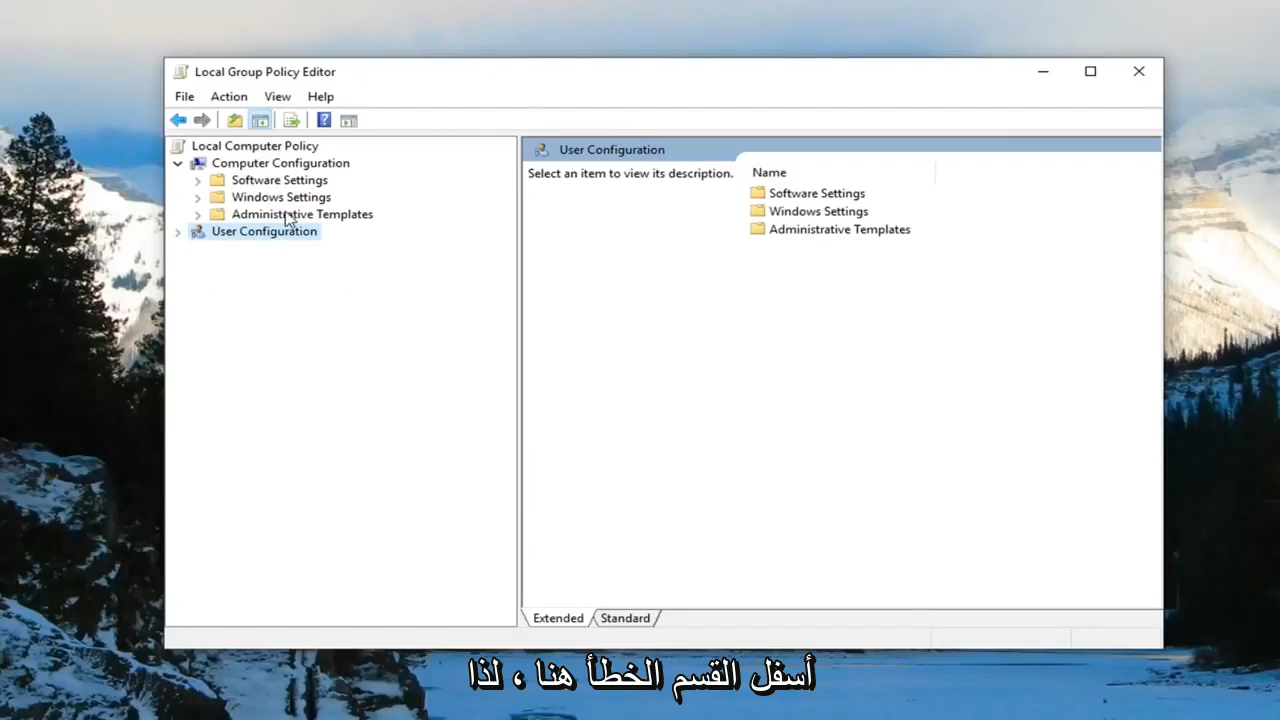 Local Group Policy Editor
File Action View Help
Local Computer Policy
Computer Configuration
Software Settings
Windows Settings
Administrative Templates
User Configuration
User Configuration
Select an item to view its description.
Name
Software Settings
Windows Settings
Administrative Templates
Extended Standard
أسفل القسم الخطأ هنا ، لذا